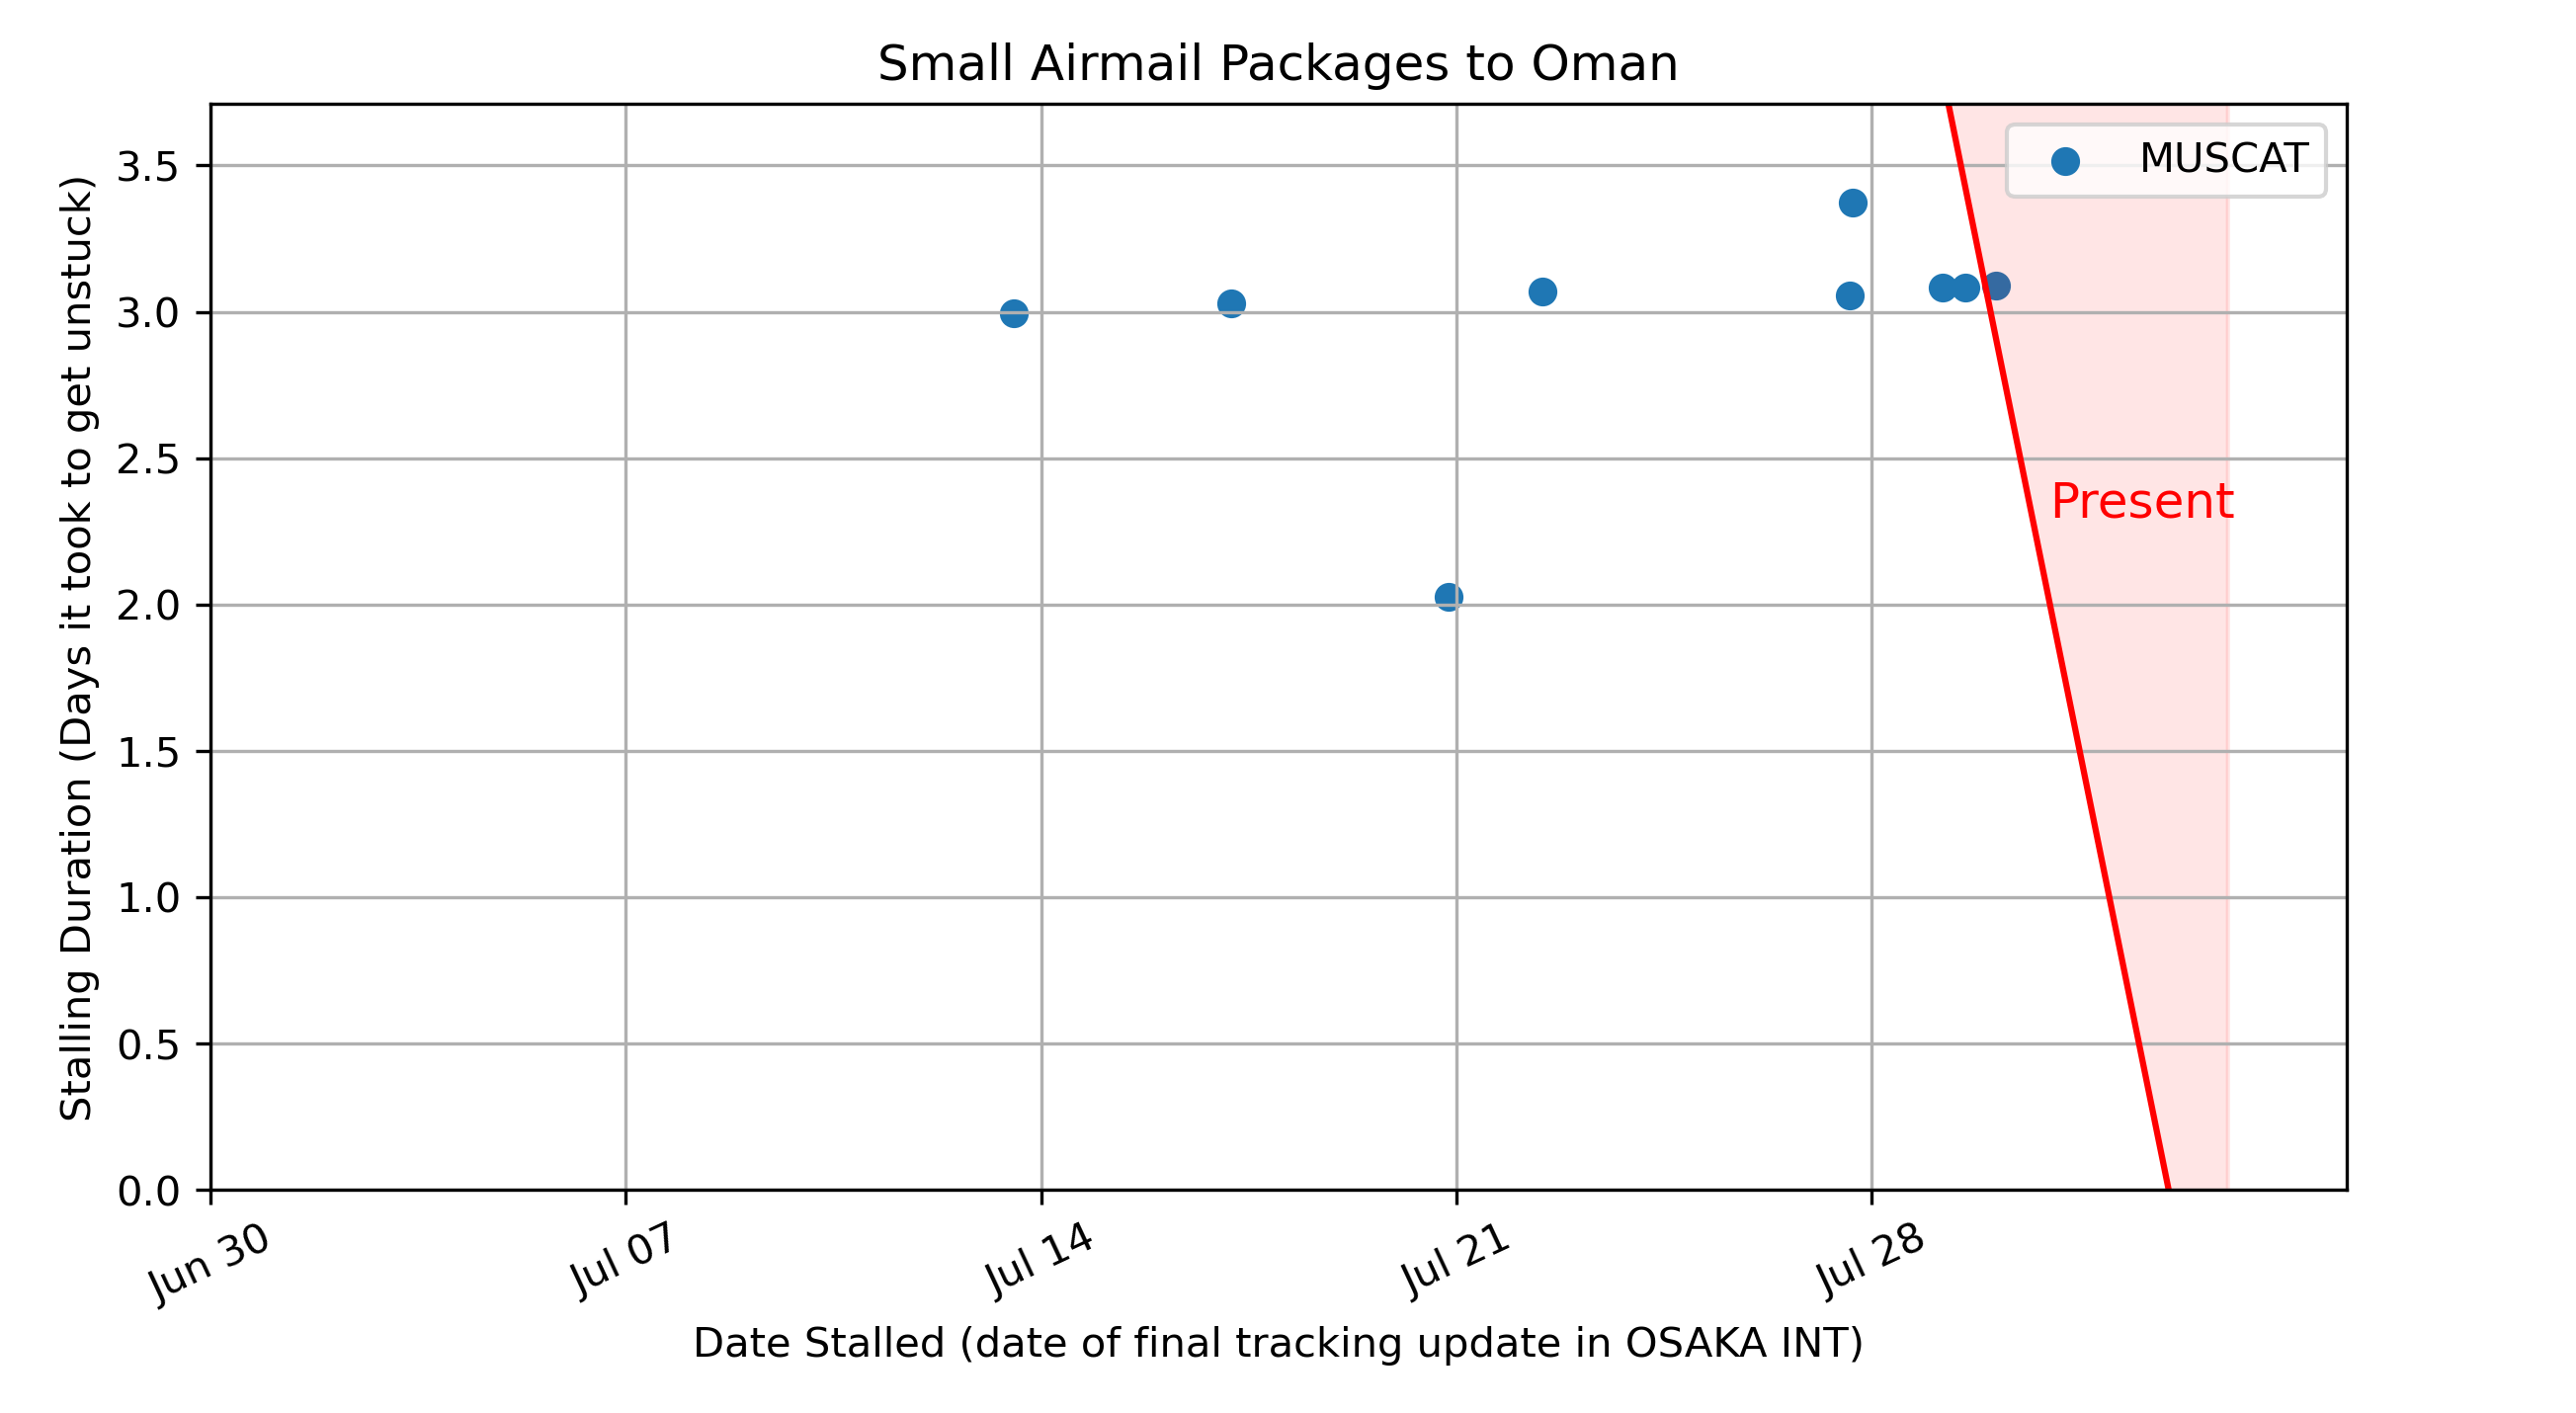 Small Airmail Packages to Oman
MUSCAT
Present
Stalling Duration (Days it took to get unstuck)
3.5
3.0
2.5
2.0
1.5
1.0
0.5
0.0
Jun 30
Jul 07
Jul 14
Jul 21
Jul 28
Date Stalled (date of final tracking update in OSAKA INT)